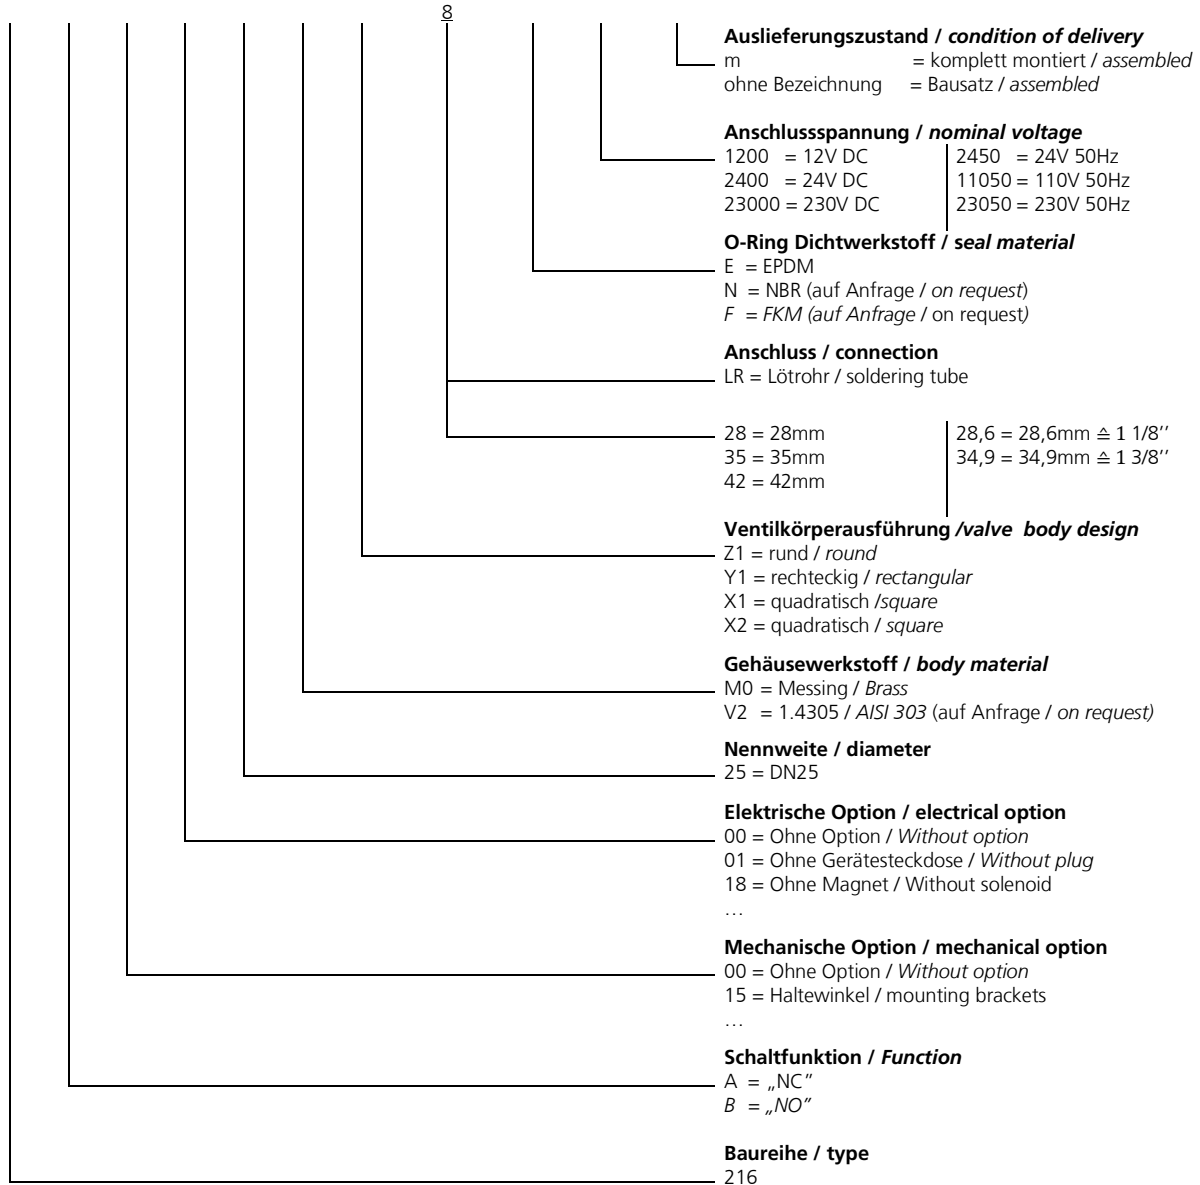 8
Auslieferungszustand / condition of delivery
m = komplett montiert / assembled
ohne Bezeichnung = Bausatz / assembled
Anschlussspannung / nominal voltage
1200 = 12V DC 2450 = 24V 50Hz
2400 = 24V DC 11050 = 110V 50Hz
23000 = 230V DC 23050 = 230V 50Hz
O-Ring Dichtwerkstoff / seal material
E = EPDM
N = NBR (auf Anfrage / on request)
F = FKM (auf Anfrage / on request)
Anschluss / connection
LR = Lötrohr / soldering tube
28 = 28mm 28,6 = 28,6mm ≙ 1 1/8’’
35 = 35mm 34,9 = 34,9mm ≙ 1 3/8’’
42 = 42mm
Ventilkörperausführung /valve body design
Z1 = rund / round
Y1 = rechteckig / rectangular
X1 = quadratisch /square
X2 = quadratisch / square
Gehäusewerkstoff / body material
M0 = Messing / Brass
V2 = 1.4305 / AISI 303 (auf Anfrage / on request)
Nennweite / diameter
25 = DN25
Elektrische Option / electrical option
00 = Ohne Option / Without option
01 = Ohne Gerätesteckdose / Without plug
18 = Ohne Magnet / Without solenoid
…
Mechanische Option / mechanical option
00 = Ohne Option / Without option
15 = Haltewinkel / mounting brackets
…
Schaltfunktion / Function
A = „NC”
B = „NO”
Baureihe / type
216